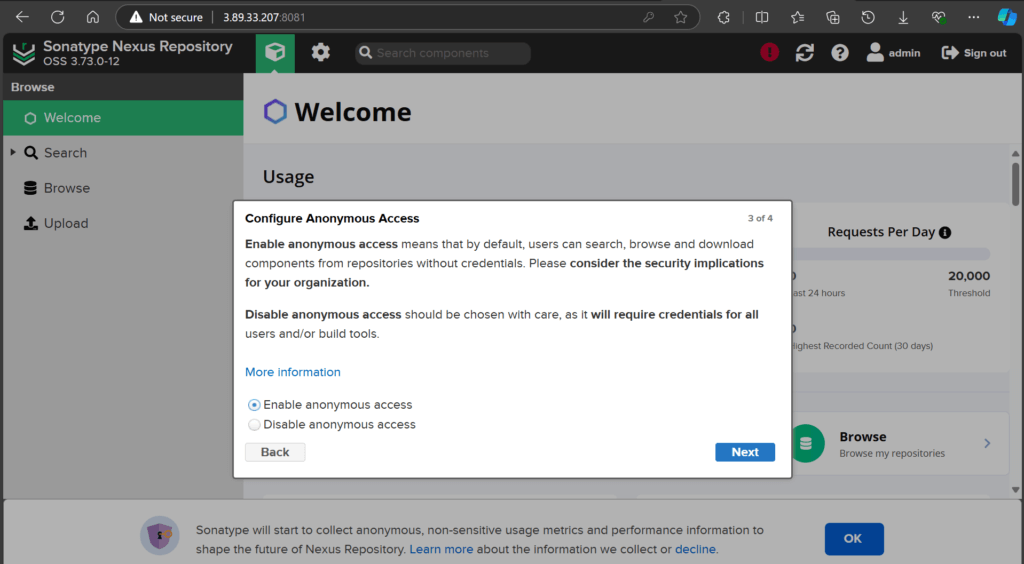 Not secure 3.89.33.207:8081
Sonatype Nexus Repository
OSS 3.73.0-12
Search components
admin
Sign out
Browse
Welcome
Search
Browse
Upload
Welcome
Usage
Requests Per Day
20,000
ast 24 hours
Threshold
ighest Recorded Count (30 days)
Browse
Browse my repositories
Configure Anonymous Access
3 of 4
Enable anonymous access means that by default, users can search, browse and download
components from repositories without credentials. Please consider the security implications
for your organization.
Disable anonymous access should be chosen with care, as it will require credentials for all
users and/or build tools.
More information
Enable anonymous access
Disable anonymous access
Back
Next
Sonatype will start to collect anonymous, non-sensitive usage metrics and performance information to
shape the future of Nexus Repository. Learn more about the information we collect or decline.
OK